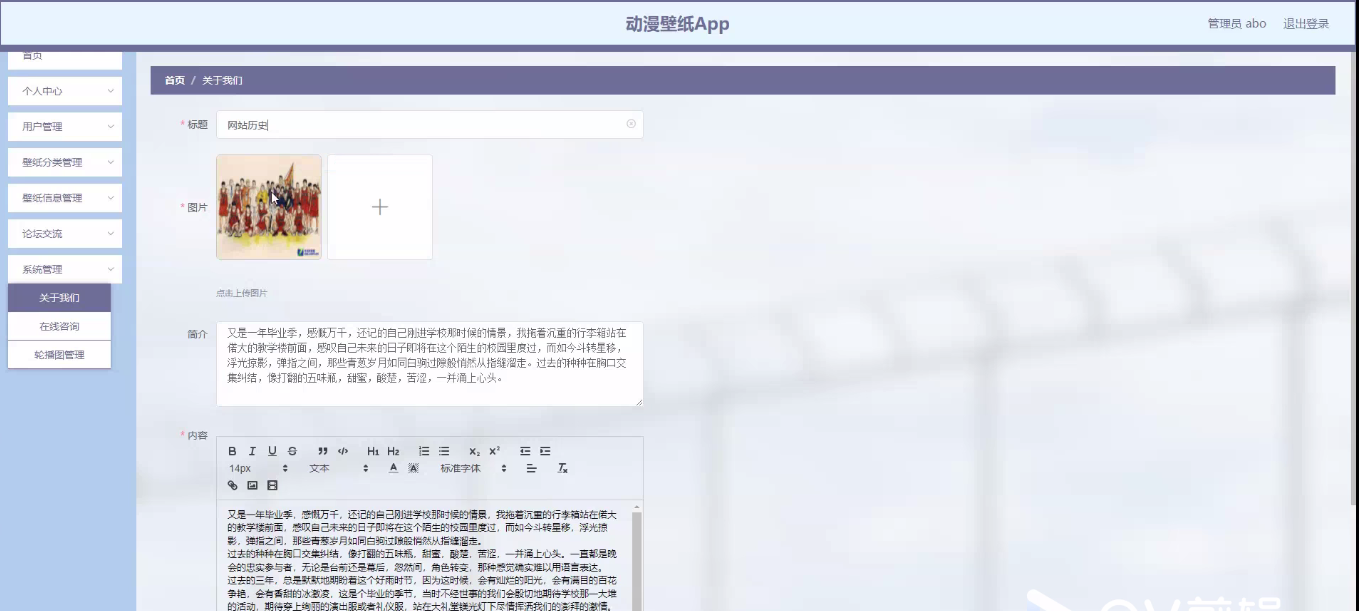 动漫壁纸App
管理员 abo 退出登录
首页
个人中心
用户管理
壁纸分类管理
壁纸信息管理
论坛交流
系统管理
关于我们
在线咨询
轮播图管理
首页 / 关于我们
* 标题 网站历史
* 图片
点击上传图片
简介
又是一年毕业季，感慨万千，还记的自己刚进学校那时候的情景，我拖着沉重的行李箱站在
偌大的教学楼前面，感叹自己未来的日子即将在这个陌生的校园里度过，而如今斗转星移，
浮光掠影，弹指之间，那些青葱岁月如同白驹过隙般悄然从指缝溜走。过去的种种在胸口交
集纠结，像打翻的五味瓶，甜蜜，酸楚，苦涩，一并涌上心头。
* 内容
B I U S H1 H2 x₂ x²
14px 文本 A A 标准字体 Tx
又是一年毕业季，感慨万千，还记的自己刚进学校那时候的情景，我拖着沉重的行李箱站在偌大
的教学楼前面，感叹自己未来的日子即将在这个陌生的校园里度过，而如今斗转星移，浮光掠
影，弹指之间，那些青葱岁月如同白驹过隙般悄然从指缝溜走。
过去的种种在胸口交集纠结，像打翻的五味瓶，甜蜜，酸楚，苦涩，一并涌上心头。一直都是晚
会的忠实参与者，无论是台前还是幕后，忽然间，角色转变，那种感觉确实难以用语言表达。
过去的三年，总是默默地期盼着这个好雨时节，因为这时候，会有灿烂的阳光，会有满目的百花
争艳，会有香甜的冰激凌，这是个毕业的季节，当时不经世事的我们会殷切地期待学校那一大堆
的活动，期待穿上绚丽的演出服或者礼仪服，站在大礼堂镁光灯下尽情挥洒我们的澎湃的激情。